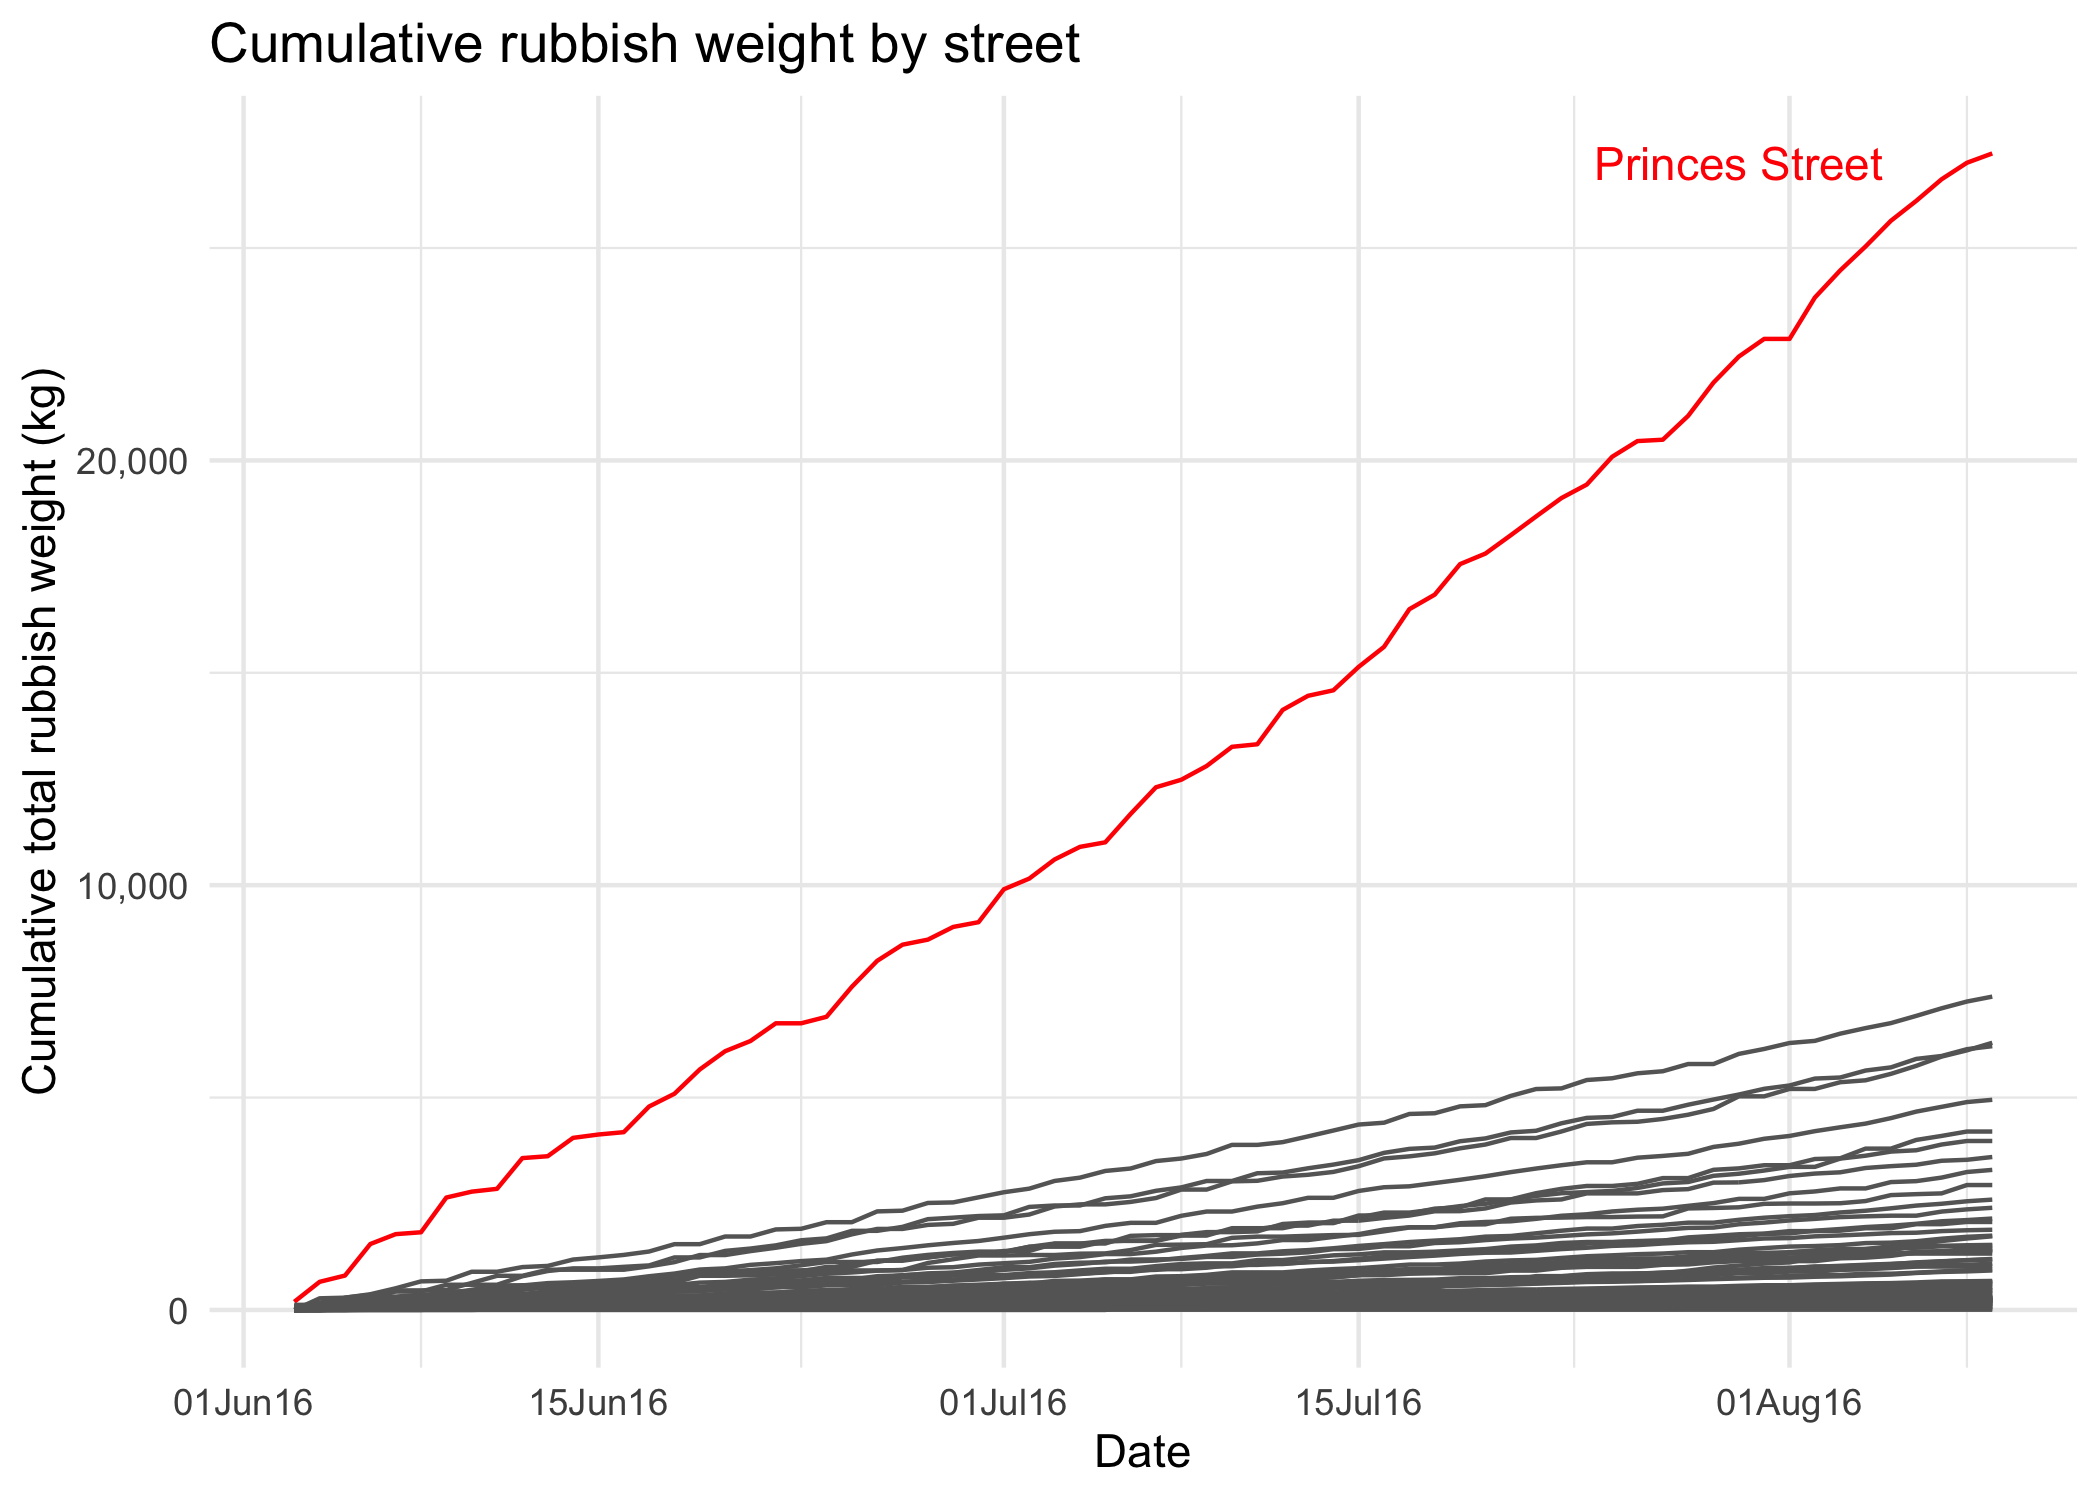 Cumulative rubbish weight by street
Princes Street
Cumulative total rubbish weight (kg)
20,000
10,000
0
01Jun16
15Jun16
01Jul16
15Jul16
01Aug16
Date